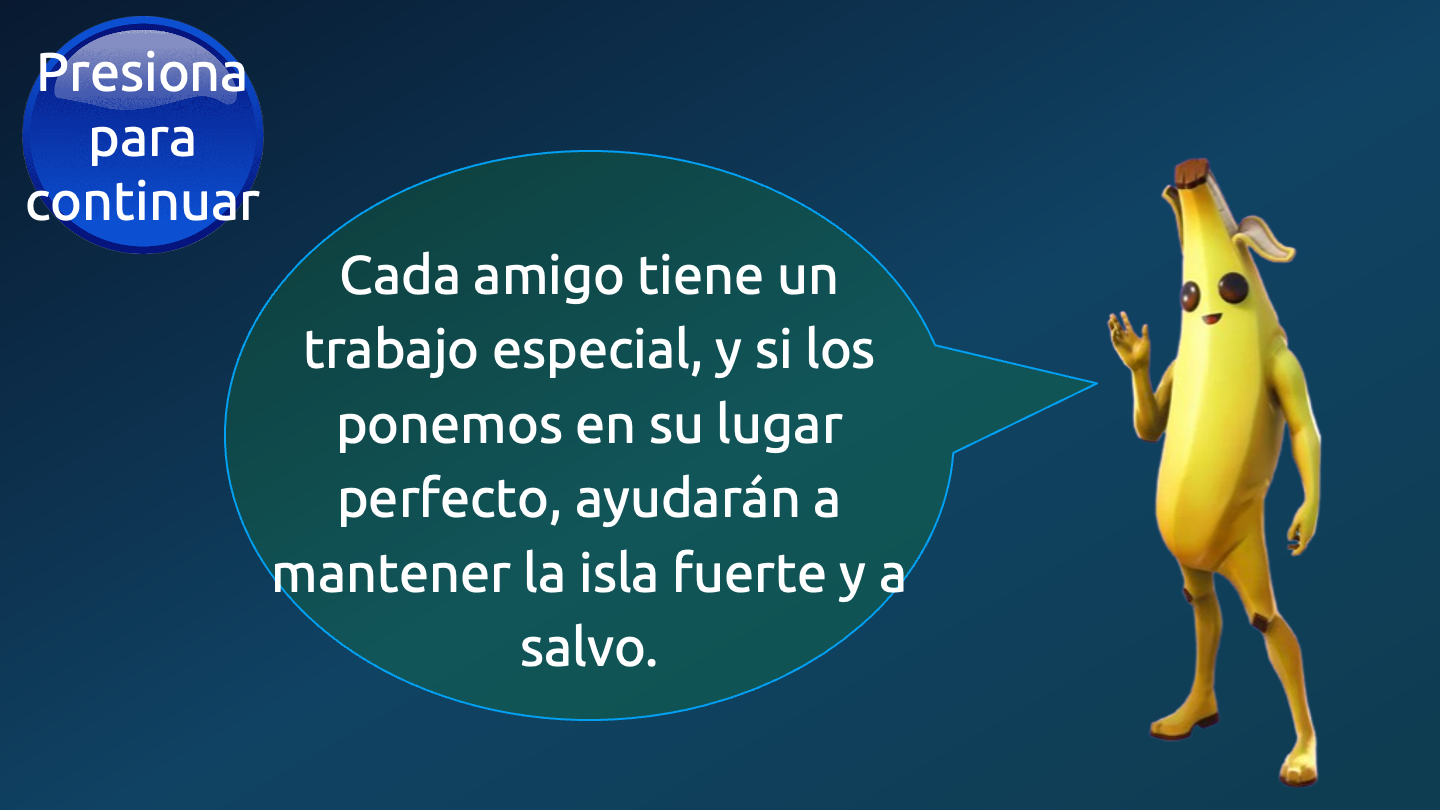 Presiona
para
continuar
Cada amigo tiene un
trabajo especial, y si los
ponemos en su lugar
perfecto, ayudarán a
mantener la isla fuerte y a
salvo.